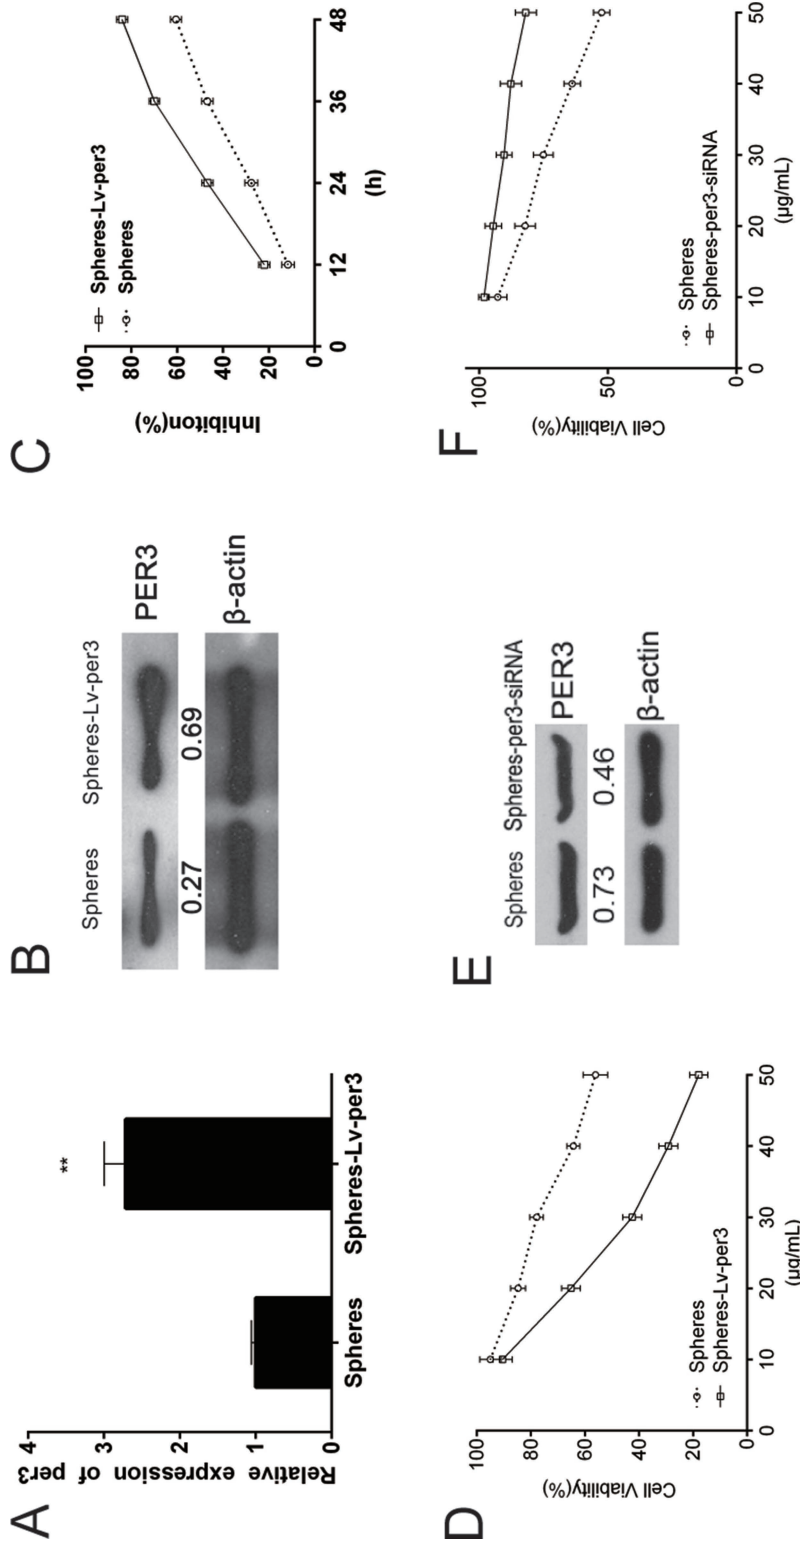 A
Relative expression of per3
4
3
2
1
0
Spheres Spheres-Lv-per3
**
B
Spheres Spheres-Lv-per3
PER3
0.27 0.69
β-actin
C
Inhibiton(%)
100
80
60
40
20
0
Spheres-Lv-per3
Spheres
0 12 24 36 48
(h)
D
Cell Viability(%)
100
80
60
40
20
0
Spheres
Spheres-Lv-per3
0 10 20 30 40 50
(μg/mL)
E
Spheres Spheres-per3-siRNA
PER3
0.73 0.46
β-actin
F
Cell Viability(%)
100
50
0
Spheres
Spheres-per3-siRNA
0 10 20 30 40 50
(μg/mL)